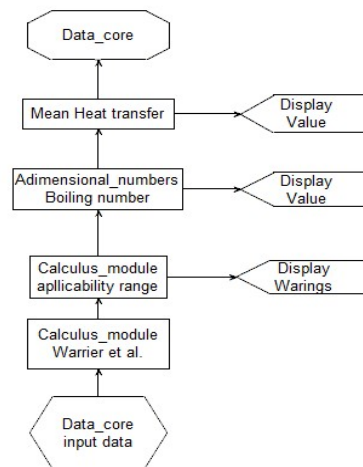 Data_core
Mean Heat transfer
Display
Value
Adimensional_numbers
Boiling number
Display
Value
Calculus_module
apllicability range
Display
Warings
Calculus_module
Warrier et al.
Data_core
input data